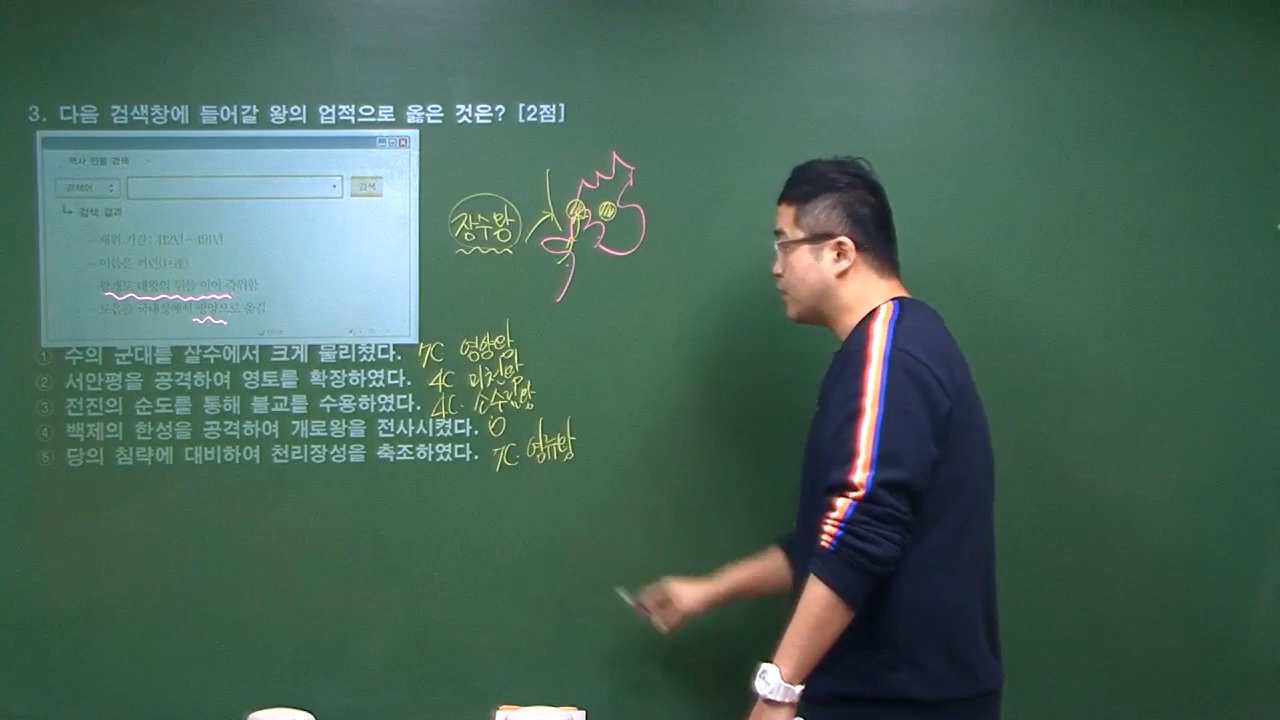 3. 다음 검색창에 들어갈 왕의 업적으로 옳은 것은? [2점]
역사 인물 검색
검색어 검색
검색 결과
- 재위 기간 : 412년 ~ 491년
- 이름은 거련(巨連)
- 광개토 대왕의 뒤를 이어 즉위함
- 도읍을 국내성에서 평양으로 옮김
장수왕
① 수의 군대를 살수에서 크게 물리쳤다. 7C 영양왕
② 서안평을 공격하여 영토를 확장하였다. 4C 미천왕
③ 전진의 순도를 통해 불교를 수용하였다. 4C. 소수림왕
④ 백제의 한성을 공격하여 개로왕을 전사시켰다.
⑤ 당의 침략에 대비하여 천리장성을 축조하였다. 7C. 영류왕